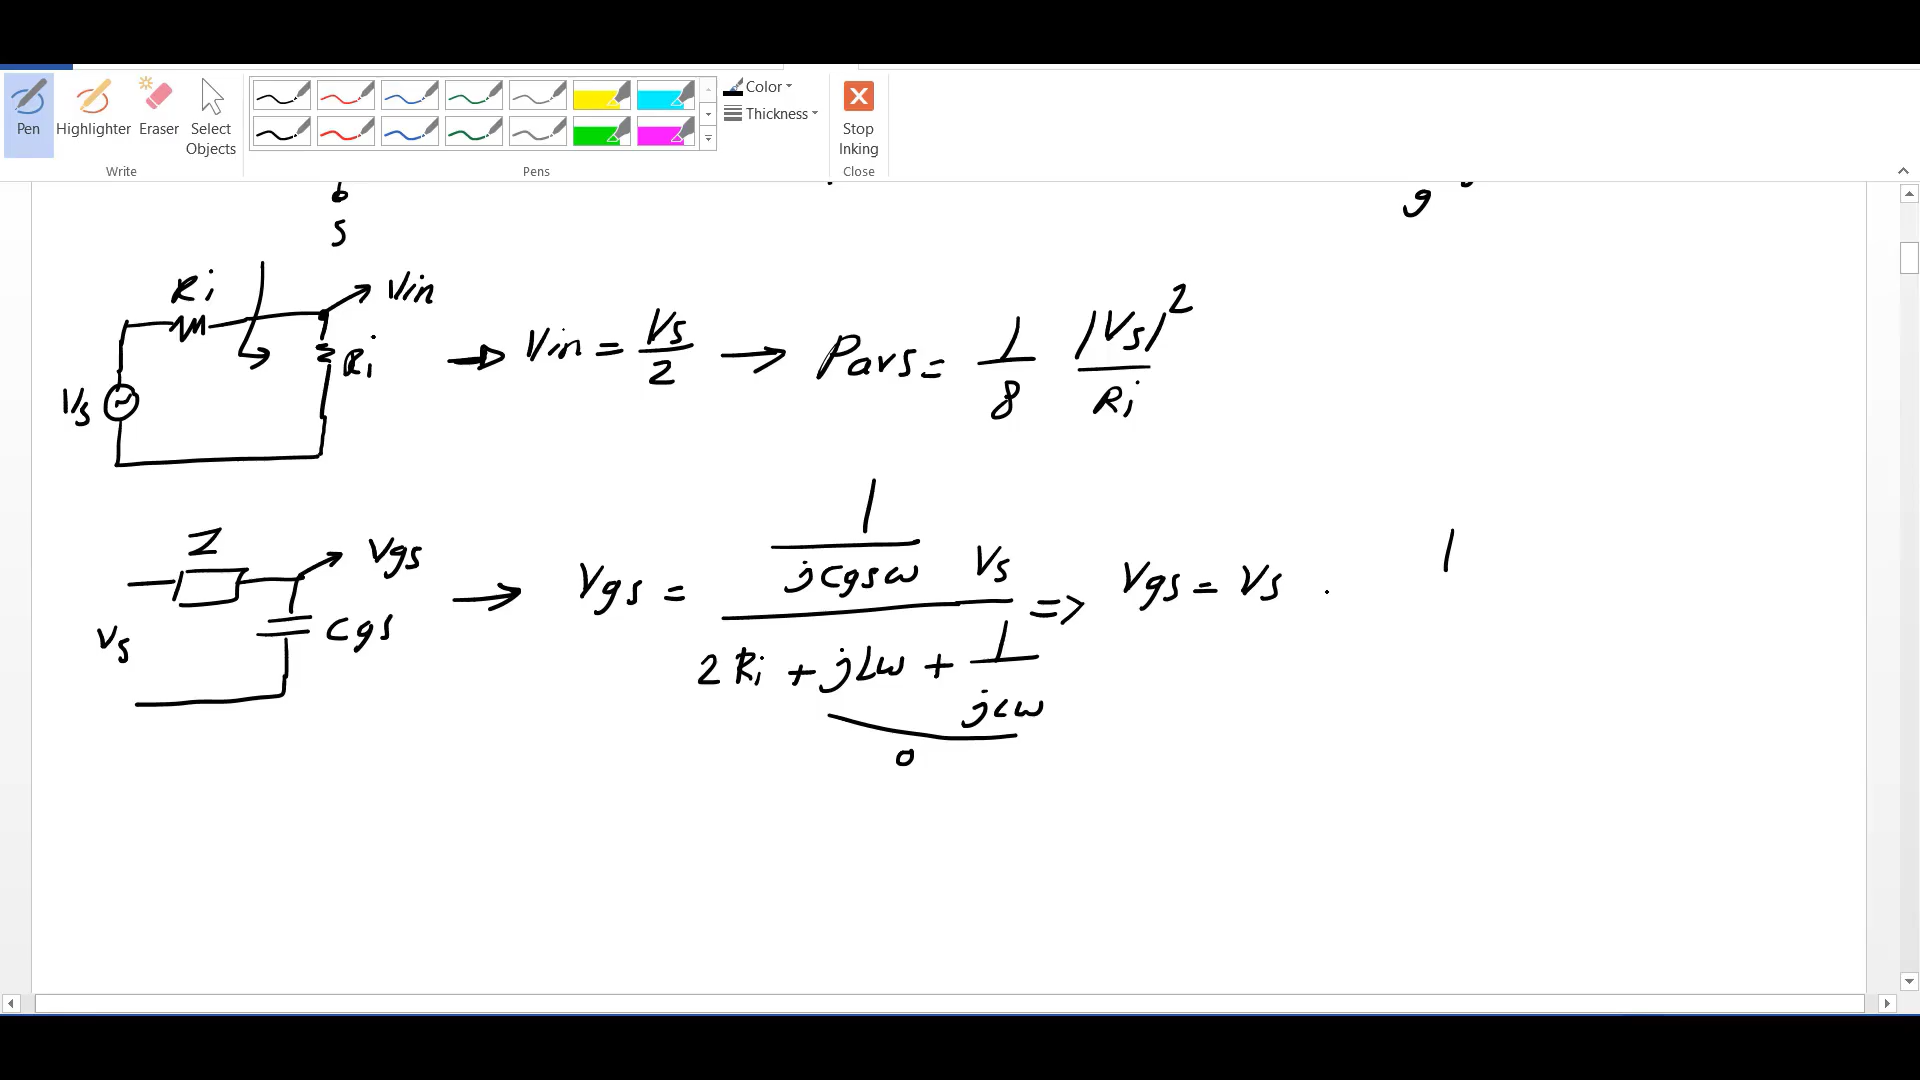 Pen
Highlighter
Eraser
Select Objects
Color
Thickness
Stop Inking
Write
Pens
Close
b
s
g
Ri
Vin
Ri
Vs
Vin = Vs/2 → Pavs = 1/8 |Vs|²/Ri
Z
Vgs
Cgs
Vs
→ Vgs = (1/(jCgsω) Vs)/(2Ri + jLω + 1/(jCω)) => Vgs = Vs . 1
0